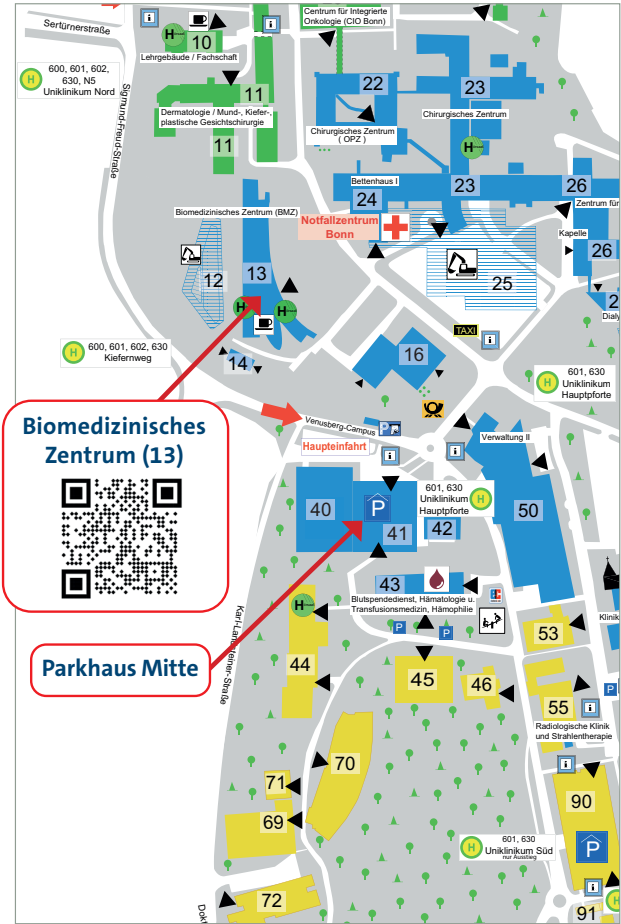 Sertürnerstraße
600, 601, 602,
630, N5
Uniklinikum Nord
H
Sigmund-Freud-Straße
i
H
10
Lehrgebäude / Fachschaft
i
Centrum für Integrierte
Onkologie (CIO Bonn)
11
Dermatologie / Mund-, Kiefer-,
plastische Gesichtschirurgie
11
22
Chirurgisches Zentrum
( OPZ )
23
Chirurgisches Zentrum
H
Bettenhaus I
24
23
26
Zentrum für
Biomedizinisches Zentrum (BMZ)
Notfallzentrum
Bonn
Kapelle
26
12
13
25
2
Dialy
H
H
TAXI
i
H
600, 601, 602, 630
Kiefernweg
14
16
601, 630
Uniklinikum
Hauptpforte
H
Biomedizinisches
Zentrum (13)
Venusberg-Campus
P
Haupteinfahrt
i
i
Verwaltung II
40
P
41
601, 630
Uniklinikum
Hauptpforte
H
42
50
43
Blutspendedienst, Hämatologie u.
Transfusionsmedizin, Hämophilie
H
P
P
53
Klinik
Karl-Landsteiner-Straße
Parkhaus Mitte
44
45
46
55
P
i
Radiologische Klinik
und Strahlentherapie
70
71
69
i
90
P
601, 630
Uniklinikum Süd
nur Ausstieg
H
72
i
H
91
Dokt